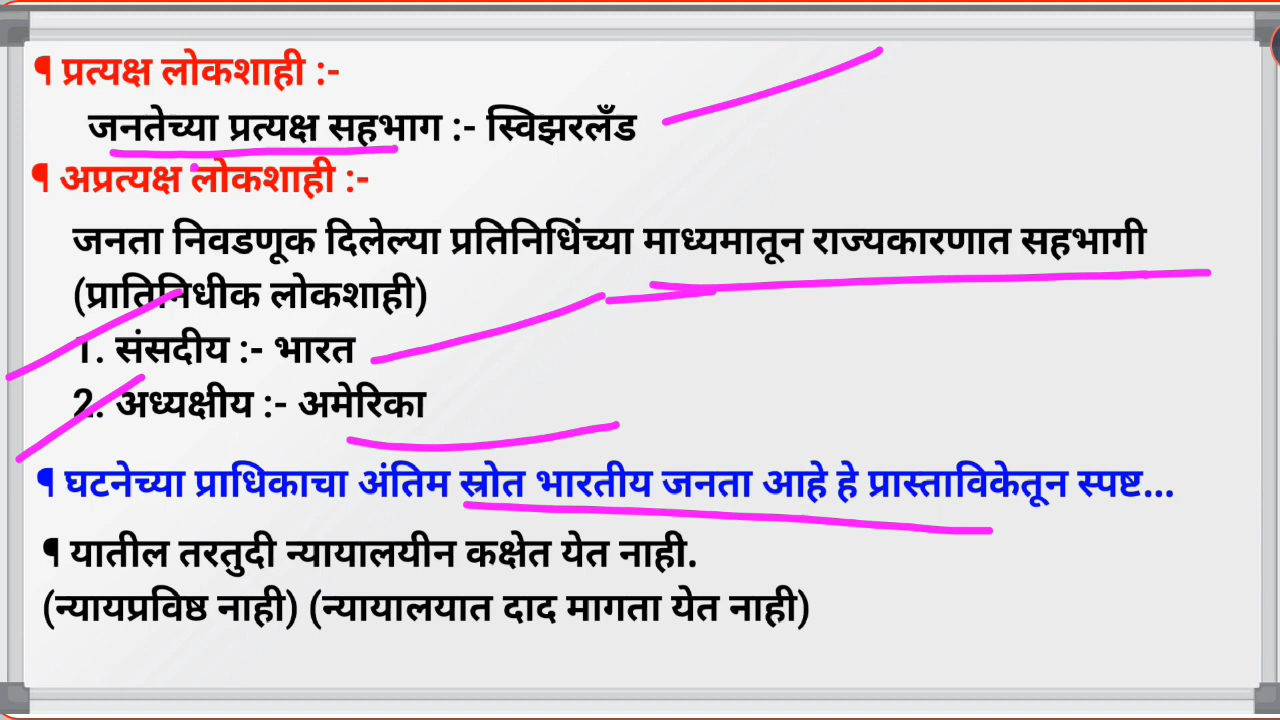 ¶ प्रत्यक्ष लोकशाही :-
जनतेच्या प्रत्यक्ष सहभाग :- स्विझरलँड
¶ अप्रत्यक्ष लोकशाही :-
जनता निवडणूक दिलेल्या प्रतिनिधिंच्या माध्यमातून राज्यकारणात सहभागी
(प्रातिनिधीक लोकशाही)
1. संसदीय :- भारत
2. अध्यक्षीय :- अमेरिका
¶ घटनेच्या प्राधिकाचा अंतिम स्रोत भारतीय जनता आहे हे प्रास्ताविकेतून स्पष्ट...
¶ यातील तरतुदी न्यायालयीन कक्षेत येत नाही.
(न्यायप्रविष्ठ नाही) (न्यायालयात दाद मागता येत नाही)